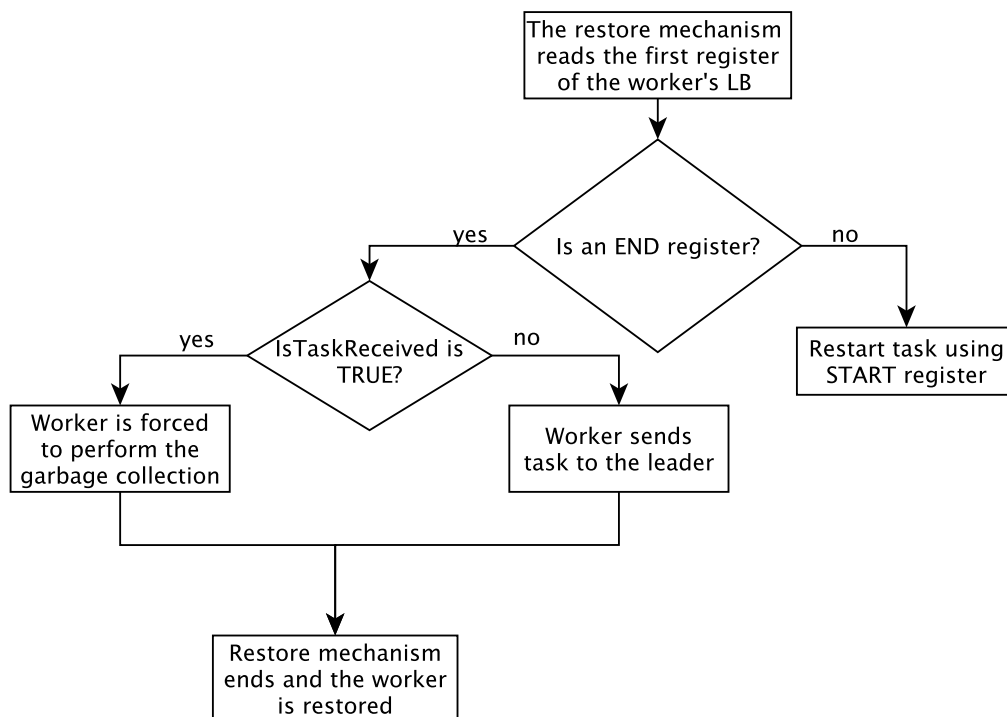 The restore mechanism
reads the first register
of the worker's LB
Is an END register?
yes
no
IsTaskReceived is
TRUE?
yes
no
Restart task using
START register
Worker is forced
to perform the
garbage collection
Worker sends
task to the leader
Restore mechanism
ends and the worker
is restored